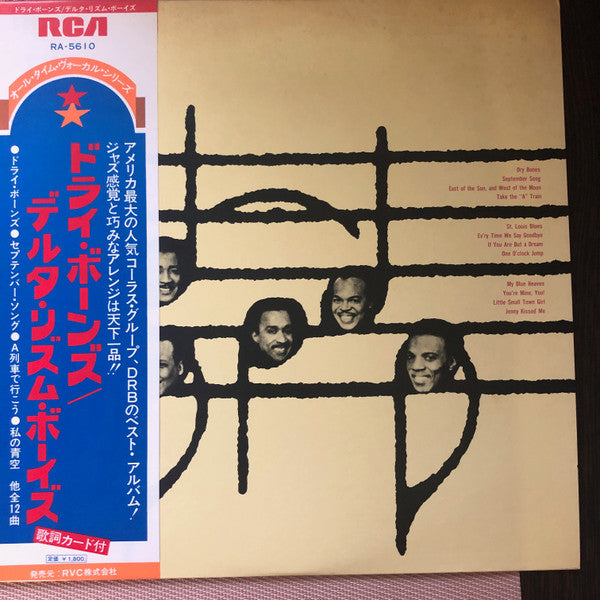 ドライ・ボーンズ/デルタ・リズム・ボーイズ
RCA
RA-5610
オール・タイム・ヴォーカル・シリーズ
アメリカ最大の人気コーラス・グループ、DRBのベスト・アルバム!
ジャズ感覚と巧みなアレンジは天下一品!!
ドライ・ボーンズ/
デルタ・リズム・ボーイズ
●ドライ・ボーンズ●セプテンバー・ソング●A列車で行こう●私の青空 他全12曲
歌詞カード付
定価 ¥1,800
発売元:RVC株式会社
Dry Bones
September Song
East of the Sun, and West of the Moon
Take the "A" Train
St. Louis Blues
Ev'ry Time We Say Goodbye
If You Are But a Dream
One O'clock Jump
My Blue Heaven
You're Mine, You!
Little Small Town Girl
Jenny Kissed Me